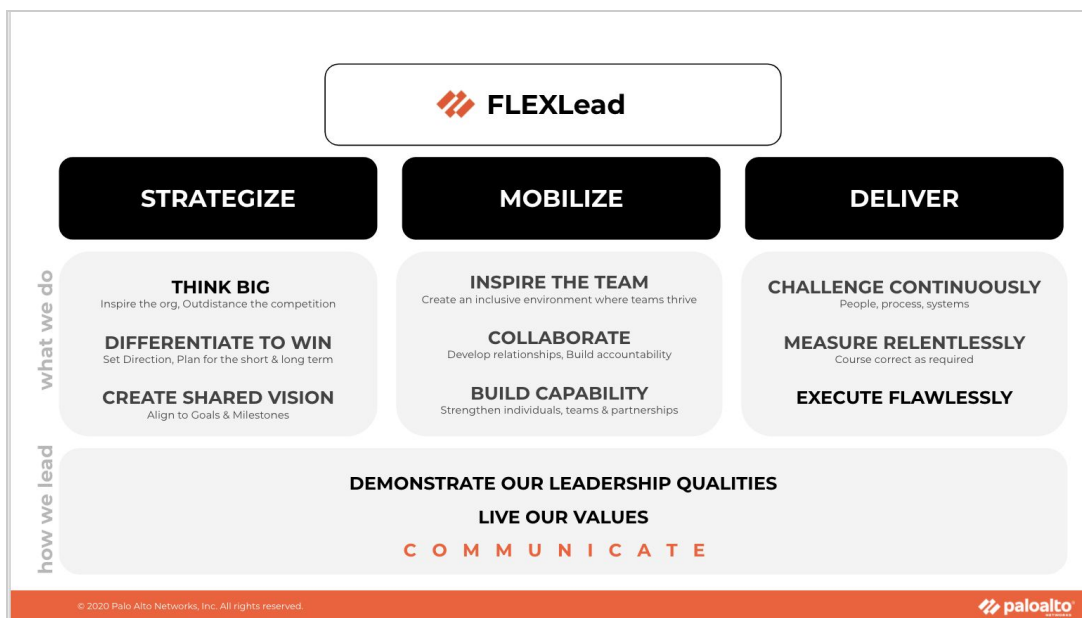 FLEXLead
STRATEGIZE
MOBILIZE
DELIVER
what we do
THINK BIG
Inspire the org, Outdistance the competition
DIFFERENTIATE TO WIN
Set Direction, Plan for the short & long term
CREATE SHARED VISION
Align to Goals & Milestones
INSPIRE THE TEAM
Create an inclusive environment where teams thrive
COLLABORATE
Develop relationships, Build accountability
BUILD CAPABILITY
Strengthen individuals, teams & partnerships
CHALLENGE CONTINUOUSLY
People, process, systems
MEASURE RELENTLESSLY
Course correct as required
EXECUTE FLAWLESSLY
how we lead
DEMONSTRATE OUR LEADERSHIP QUALITIES
LIVE OUR VALUES
C O M M U N I C A T E
© 2020 Palo Alto Networks, Inc. All rights reserved.
paloalto
NETWORKS